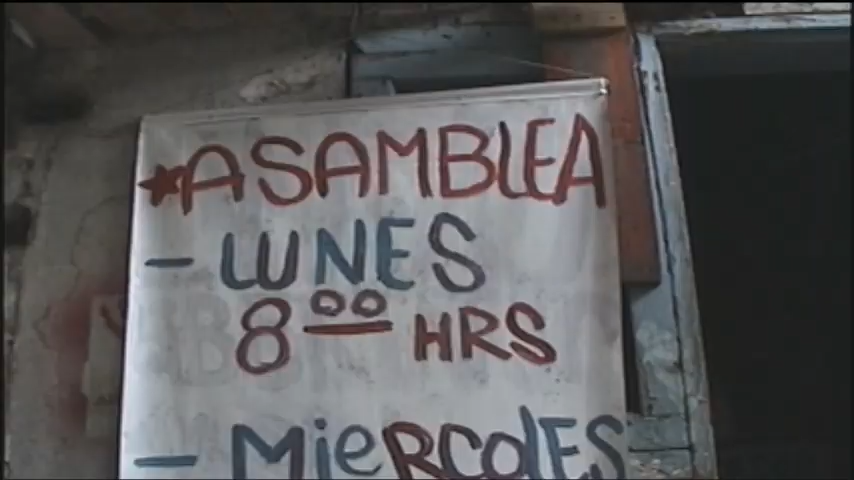 ★ASAMBLEA
- LUNES
8:00 HRS
- MieRColES